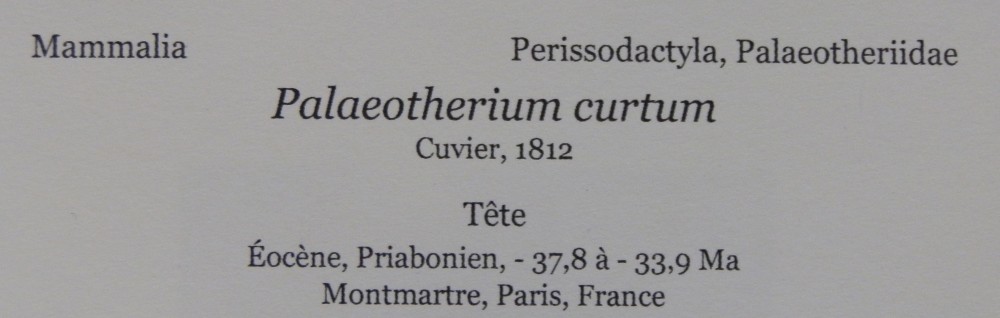 Mammalia Perissodactyla, Palaeotheriidae
Palaeotherium curtum
Cuvier, 1812
Tête
Éocène, Priabonien, - 37,8 à - 33,9 Ma
Montmartre, Paris, France